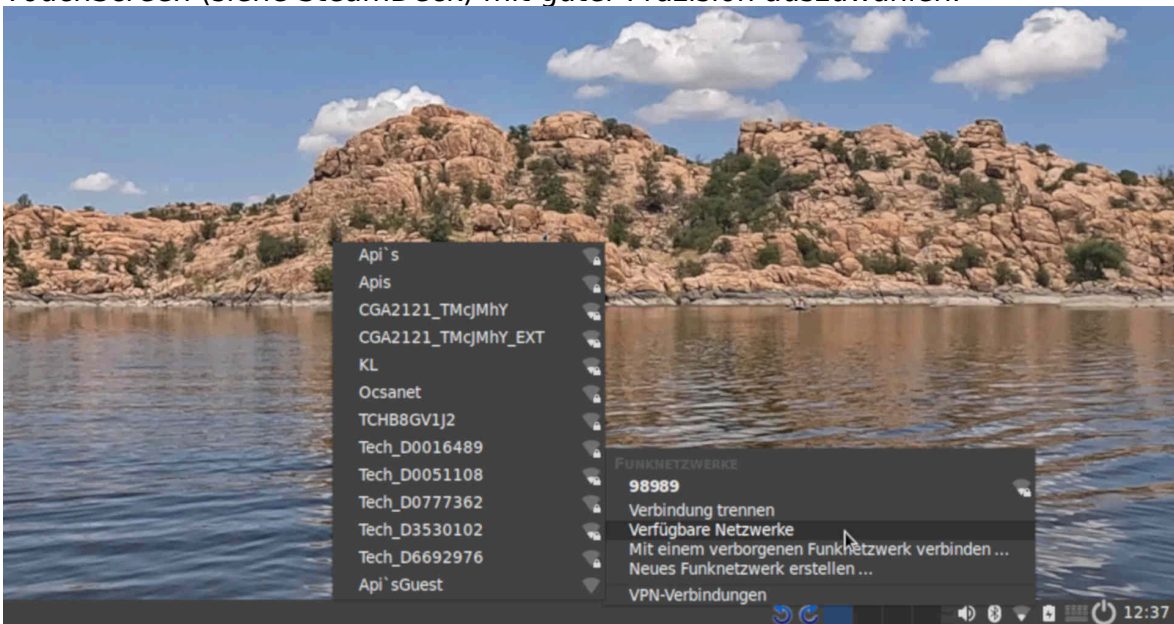 TouchScreen (siehe SteamDeck) mit guter Präzision auszuwählen.
Api`s
Apis
CGA2121_TMcJMhY
CGA2121_TMcJMhY_EXT
KL
Ocsanet
TCHB8GV1J2
Tech_D0016489
Tech_D0051108
Tech_D0777362
Tech_D3530102
Tech_D6692976
Api`sGuest
FUNKNETZWERKE
98989
Verbindung trennen
Verfügbare Netzwerke
Mit einem verborgenen Funknetzwerk verbinden ...
Neues Funknetzwerk erstellen ...
VPN-Verbindungen
12:37